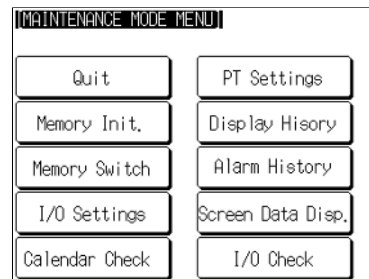 [MAINTENANCE MODE MENU]
Quit
PT Settings
Memory Init.
Display Hisory
Memory Switch
Alarm History
I/O Settings
Screen Data Disp.
Calendar Check
I/O Check